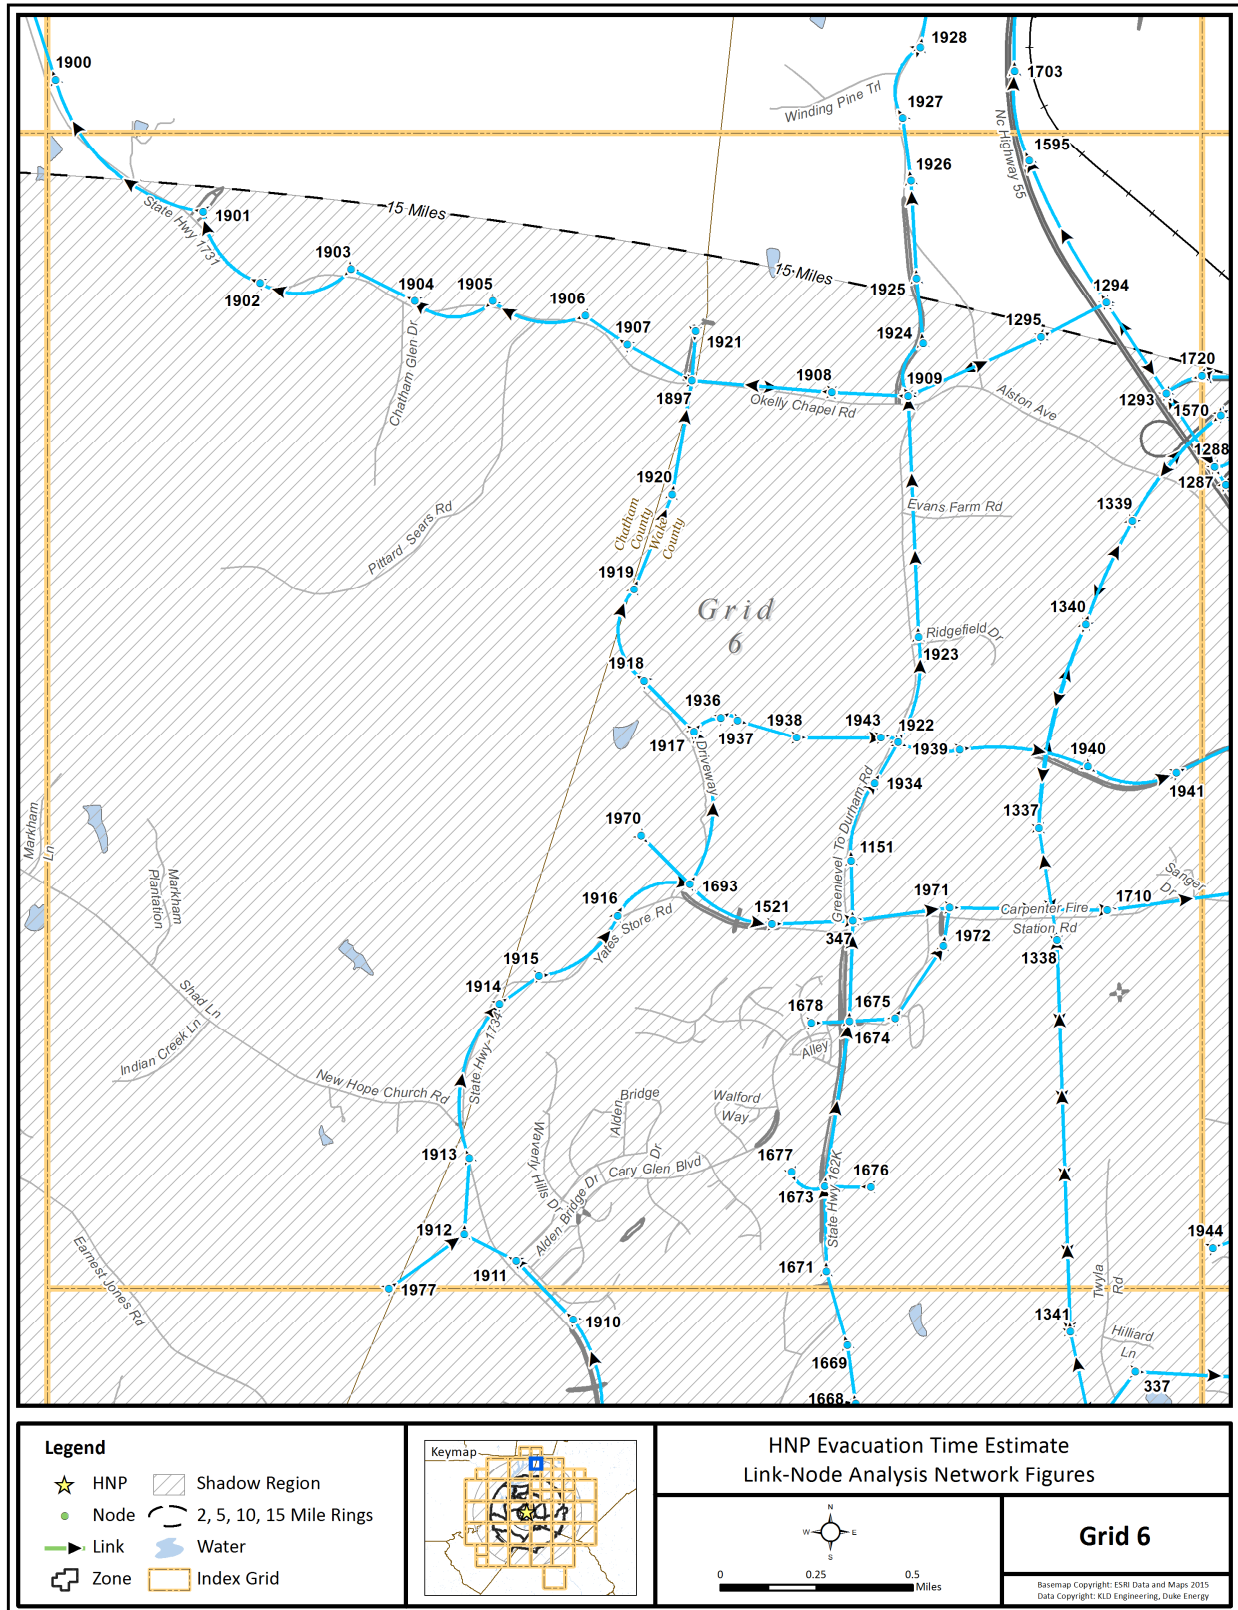 1900
1928
1703
Winding Pine Trl
1927
Nc Highway 55
1595
1926
State Hwy 1731
1901
15 Miles
1903
1902
1904
1905
1906
1907
1921
15 Miles
1925
1924
1294
1295
1720
Chatham Glen Dr
1897
1908
Okelly Chapel Rd
1909
Alston Ave
1293
1570
1288
1287
1920
Chatham
County
Wake
County
Evans Farm Rd
1339
Pittard Sears Rd
1919
Grid
6
1340
Ridgefield Dr
1923
1918
1936
1937
1917
1938
1943
1922
1939
1940
1941
Driveway
Greenlevel To Durham Rd
1934
1337
1970
1151
Markham
Ln
Markham
Plantation
1693
1916
1521
1971
1710
Sanger
Dr
Carpenter Fire
Station Rd
347
1972
1338
Yates Store Rd
1915
1914
State Hwy 1734
Shad Ln
Indian Creek Ln
1678
1675
1674
Alley
New Hope Church Rd
Alden
Bridge
Dr
Walford
Way
Waverly Hills Dr
Cary Glen Blvd
Alden Bridge Dr
1677
1676
1673
State Hwy 162K
1913
1912
1911
1977
1910
1671
1669
1668
Earnest Jones Rd
1944
Twyla
Rd
1341
Hilliard
Ln
337
Legend
HNP
Node
Link
Zone
Shadow Region
2, 5, 10, 15 Mile Rings
Water
Index Grid
Keymap
HNP Evacuation Time Estimate
Link-Node Analysis Network Figures
N
W
E
S
0
0.25
0.5
Miles
Grid 6
Basemap Copyright: ESRI Data and Maps 2015
Data Copyright: KLD Engineering, Duke Energy